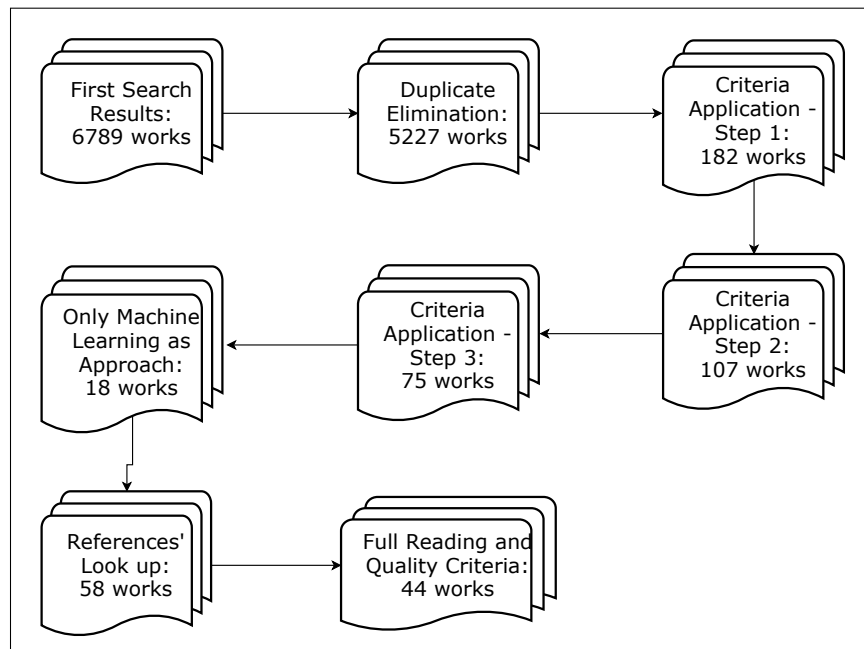 First Search
Results:
6789 works
Duplicate
Elimination:
5227 works
Criteria
Application -
Step 1:
182 works
Criteria
Application -
Step 2:
107 works
Criteria
Application -
Step 3:
75 works
Only Machine
Learning as
Approach:
18 works
References'
Look up:
58 works
Full Reading and
Quality Criteria:
44 works